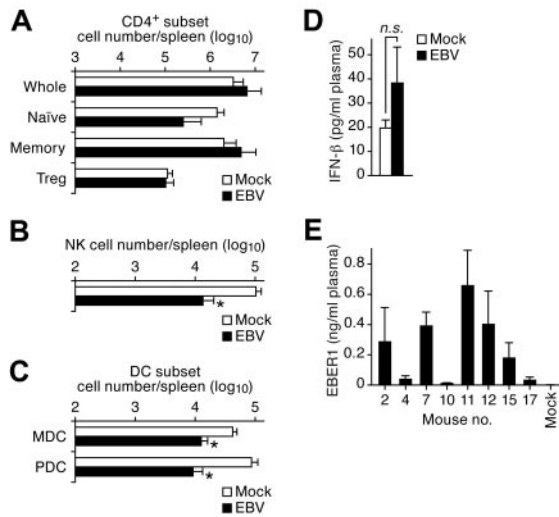 A
CD4⁺ subset
cell number/spleen (log₁₀)
3 4 5 6 7
Whole
Naïve
Memory
Treg
Mock
EBV
B
NK cell number/spleen (log₁₀)
2 3 4 5
*
Mock
EBV
C
DC subset
cell number/spleen (log₁₀)
2 3 4 5
MDC
*
PDC
*
Mock
EBV
D
Mock
EBV
n.s.
IFN-β (pg/ml plasma)
60
50
40
30
20
10
0
E
EBER1 (ng/ml plasma)
0.8
0.6
0.4
0.2
0
2 4 7 10 11 12 15 17 Mock
Mouse no.